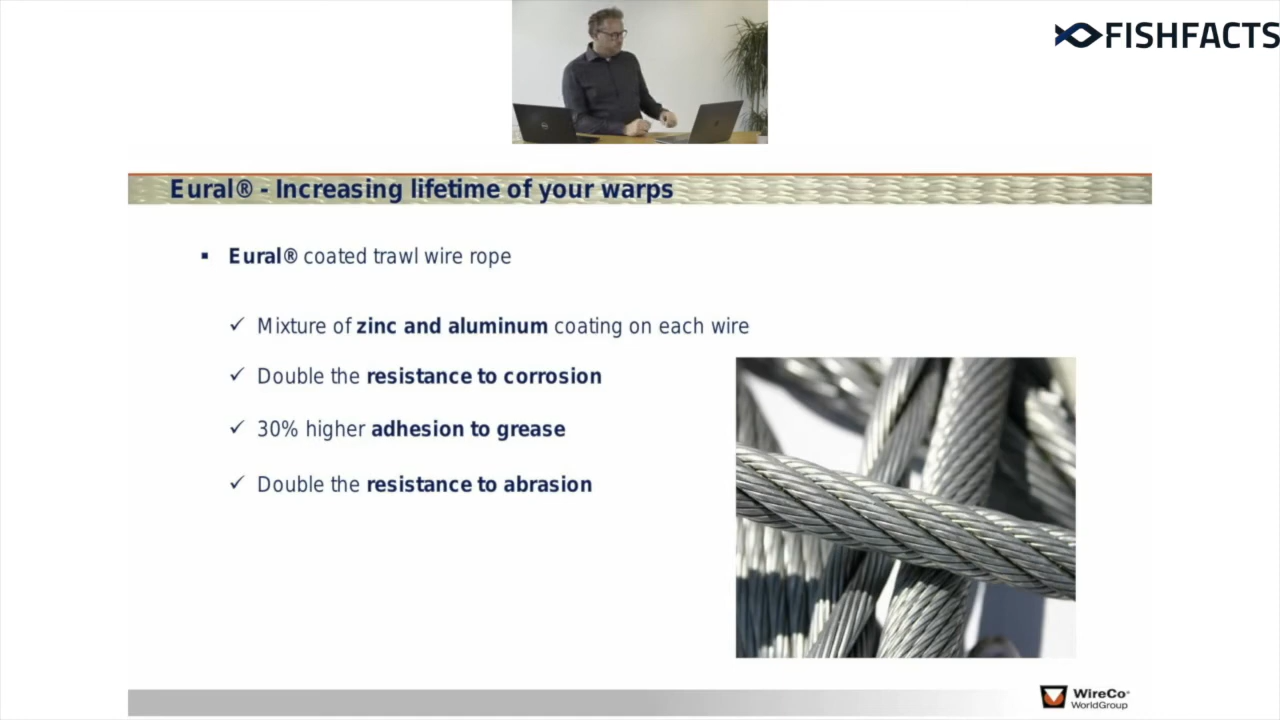 FISHFACTS
Eural® - Increasing lifetime of your warps
▪ Eural® coated trawl wire rope
✓ Mixture of zinc and aluminum coating on each wire
✓ Double the resistance to corrosion
✓ 30% higher adhesion to grease
✓ Double the resistance to abrasion
WireCo
WorldGroup